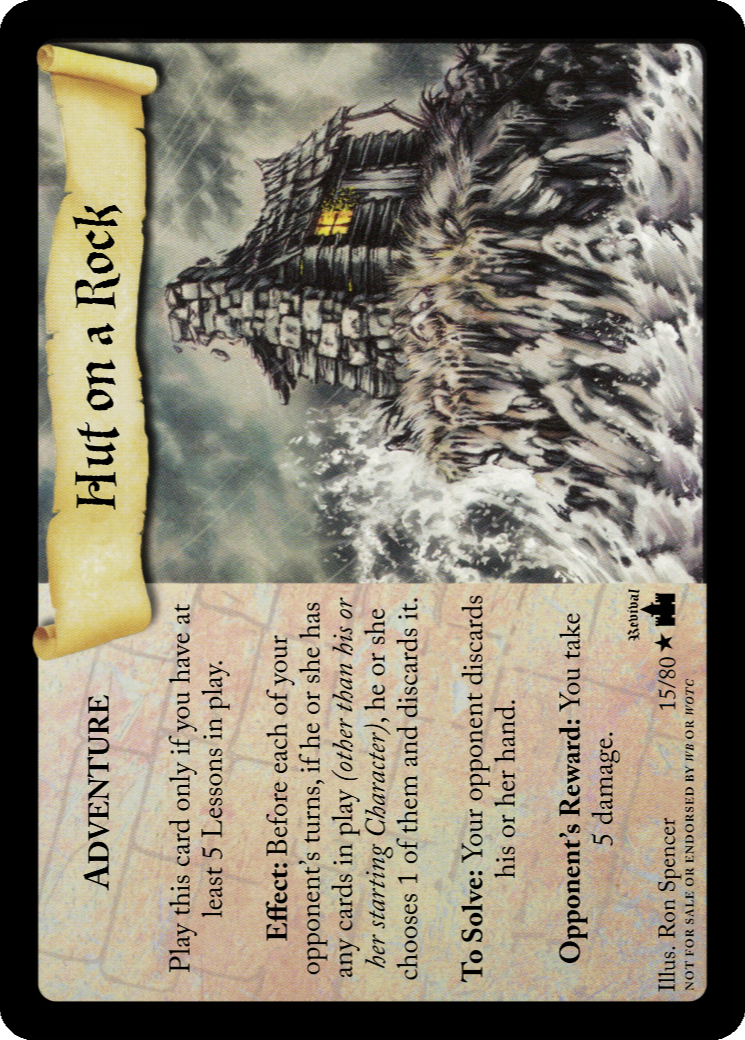 Hut on a Rock
ADVENTURE
Play this card only if you have at
least 5 Lessons in play.
Effect: Before each of your
opponent's turns, if he or she has
any cards in play (other than his or
her starting Character), he or she
chooses 1 of them and discards it.
To Solve: Your opponent discards
his or her hand.
Opponent's Reward: You take
5 damage.
Revival
Illus. Ron Spencer 15/80 ★
NOT FOR SALE OR ENDORSED BY WB OR WOTC